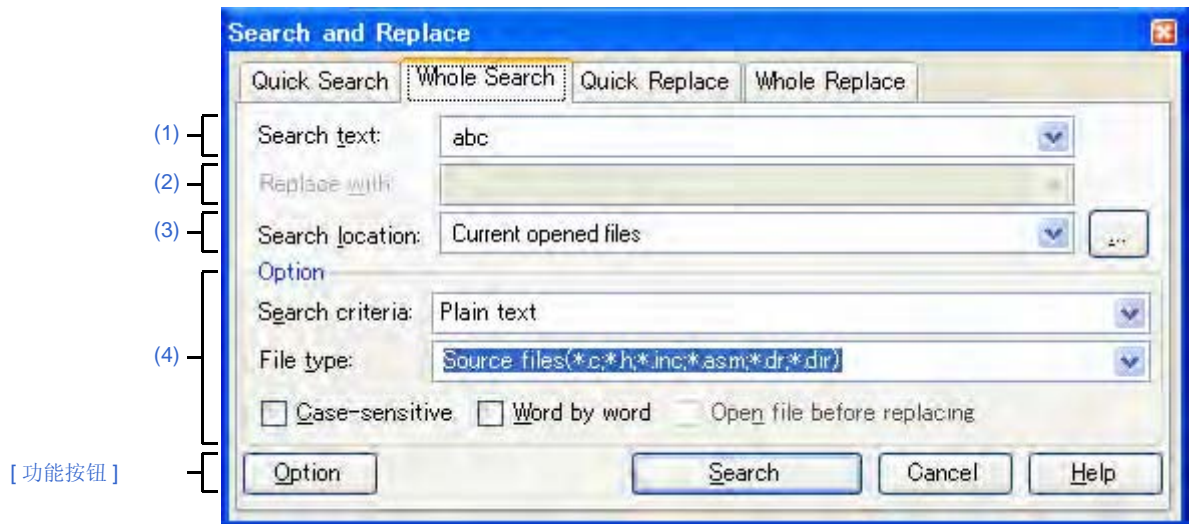 Search and Replace
Quick Search Whole Search Quick Replace Whole Replace
(1) Search text: abc
(2) Replace with:
(3) Search location: Current opened files ...
Option
Search criteria: Plain text
(4) File type: Source files(*.c;*.h;*.inc;*.asm;*.dr;*.dir)
Case-sensitive Word by word Open file before replacing
[ 功能按钮 ] Option Search Cancel Help